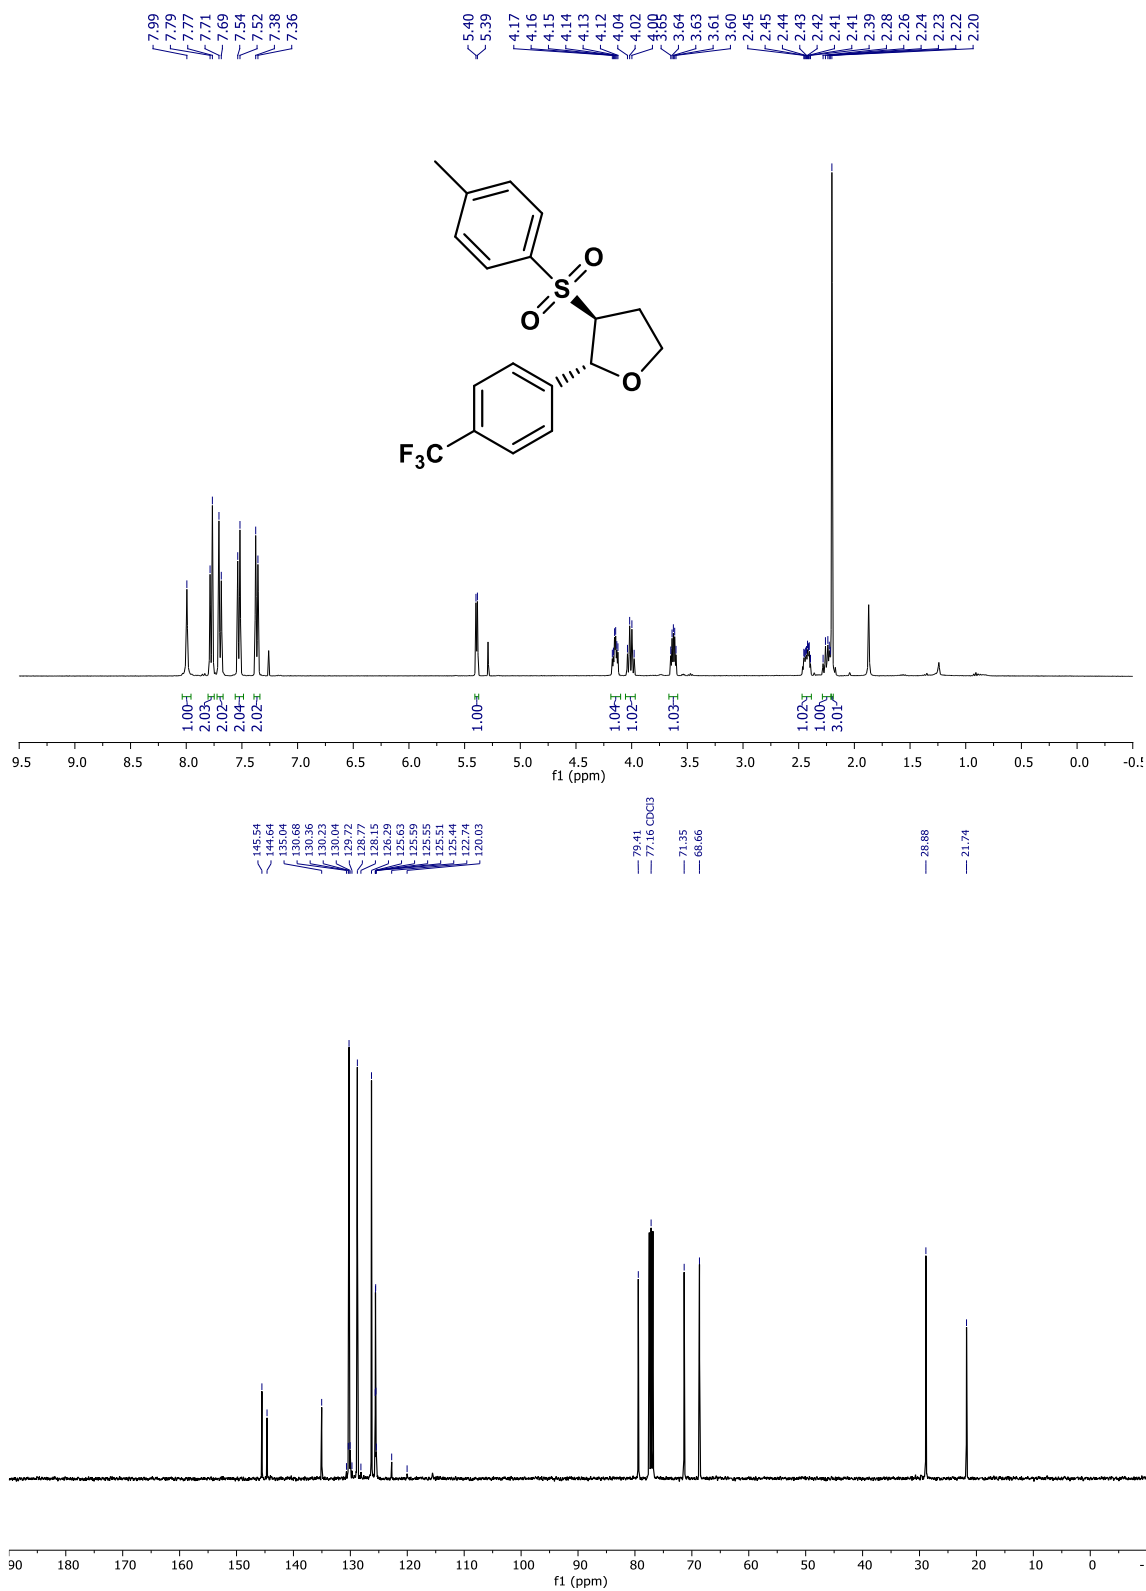 7.99 7.79 7.77 7.71 7.69 7.54 7.52 7.38 7.36 5.40 5.39 4.17 4.16 4.15 4.14 4.13 4.12 4.04 4.02 4.00 3.65 3.64 3.63 3.61 3.60 2.45 2.45 2.44 2.43 2.42 2.41 2.41 2.39 2.28 2.26 2.24 2.23 2.22 2.20
O
S
O
O
F3C
1.00 2.03 2.02 2.04 2.02 1.00 1.04 1.02 1.03 1.02 1.00 3.01
9.5 9.0 8.5 8.0 7.5 7.0 6.5 6.0 5.5 5.0 4.5 4.0 3.5 3.0 2.5 2.0 1.5 1.0 0.5 0.0 -0.5
f1 (ppm)
145.54 144.64 135.04 130.68 130.36 130.23 130.04 129.72 128.77 128.15 126.29 125.63 125.59 125.55 125.51 125.44 122.74 120.03 79.41 77.16 CDCl3 71.35 68.66 28.88 21.74
90 180 170 160 150 140 130 120 110 100 90 80 70 60 50 40 30 20 10 0 -
f1 (ppm)